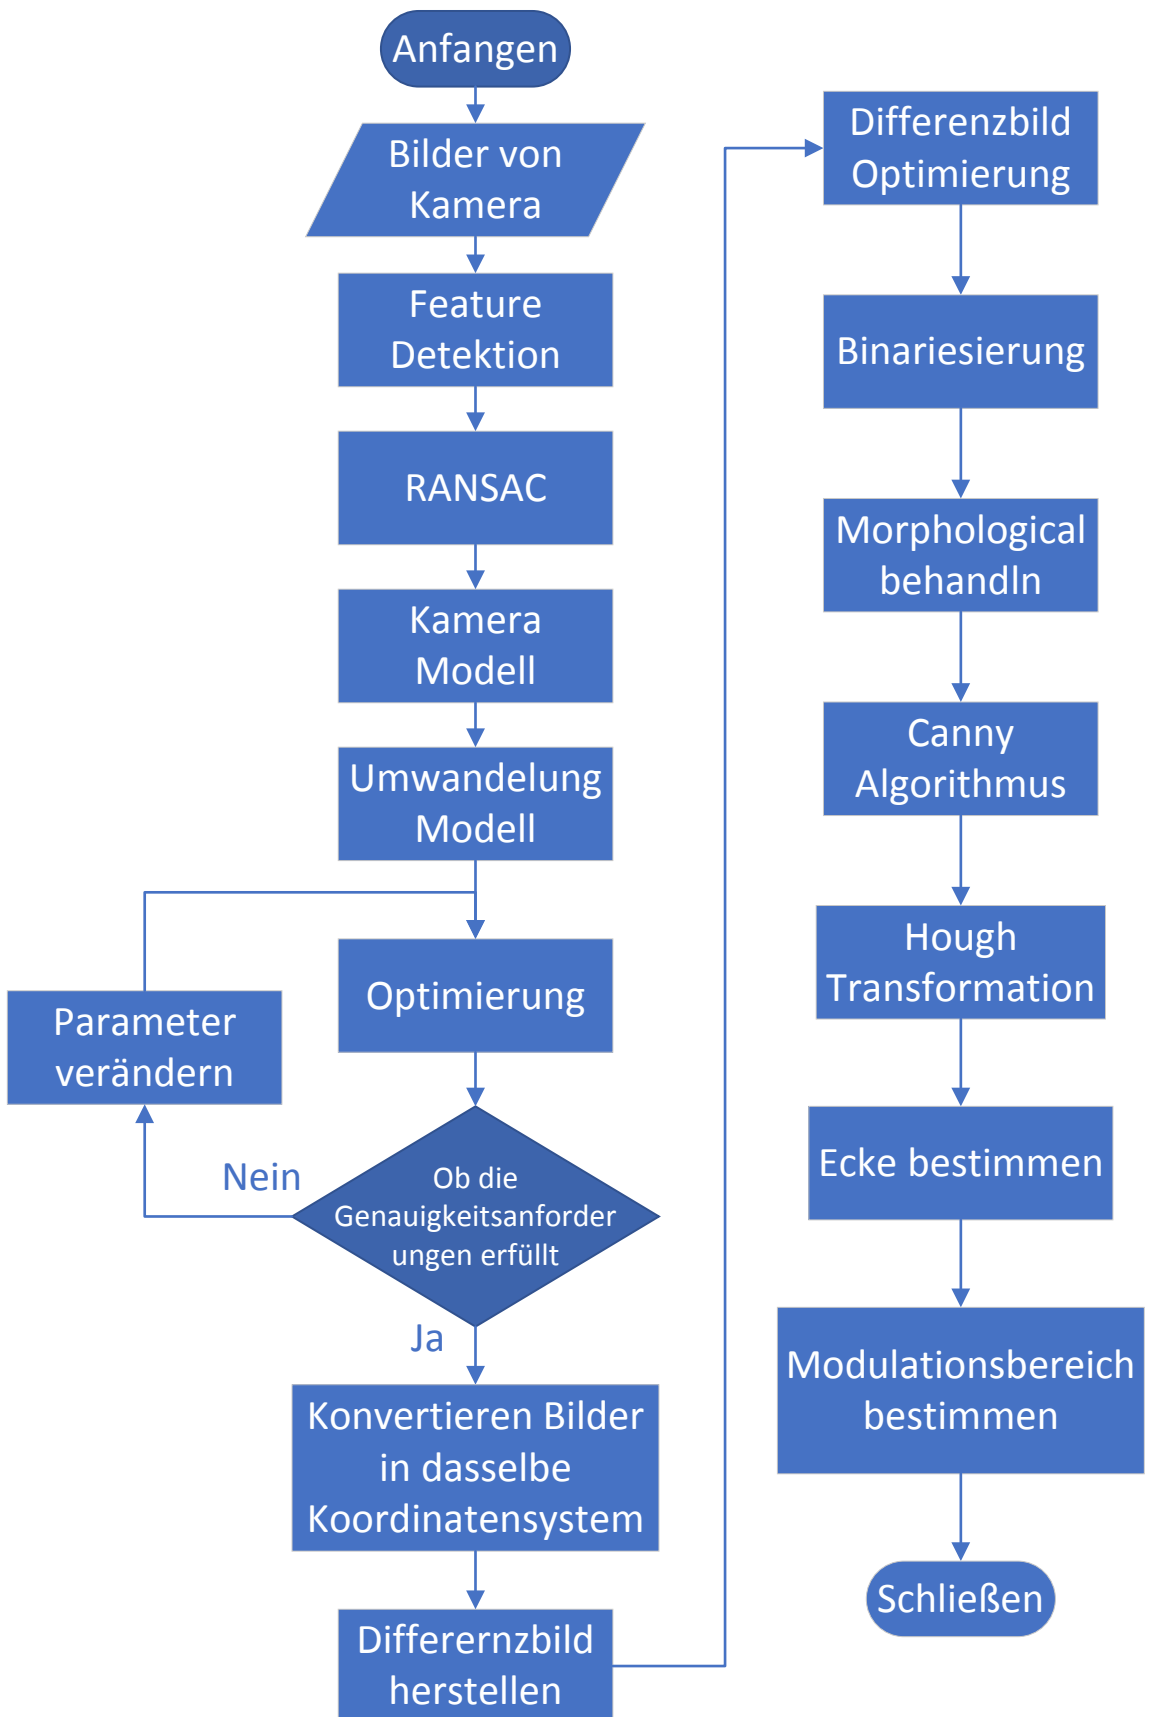 Anfangen
Bilder von
Kamera
Feature
Detektion
RANSAC
Kamera
Modell
Umwandelung
Modell
Optimierung
Parameter
verändern
Nein
Ob die
Genauigkeitsanforder
ungen erfüllt
Ja
Konvertieren Bilder
in dasselbe
Koordinatensystem
Differernzbild
herstellen
Differenzbild
Optimierung
Binariesierung
Morphological
behandln
Canny
Algorithmus
Hough
Transformation
Ecke bestimmen
Modulationsbereich
bestimmen
Schließen